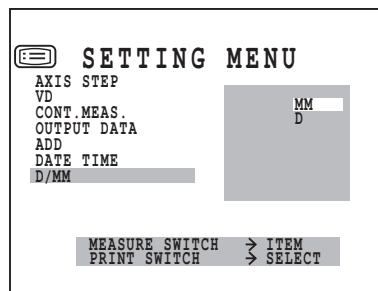 SETTING MENU
AXIS STEP
VD
CONT.MEAS.
OUTPUT DATA
ADD
DATE TIME
D/MM
MM
D
MEASURE SWITCH → ITEM
PRINT SWITCH → SELECT